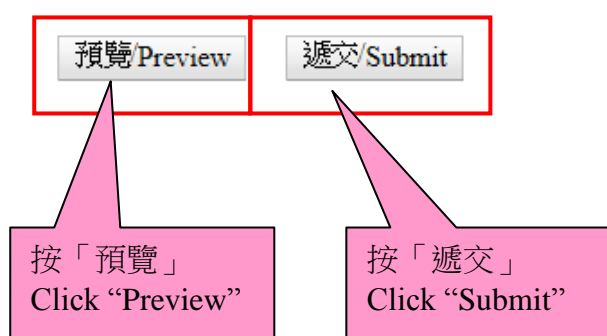 預覽/Preview
遞交/Submit
按「預覽」
Click “Preview”
按「遞交」
Click “Submit”